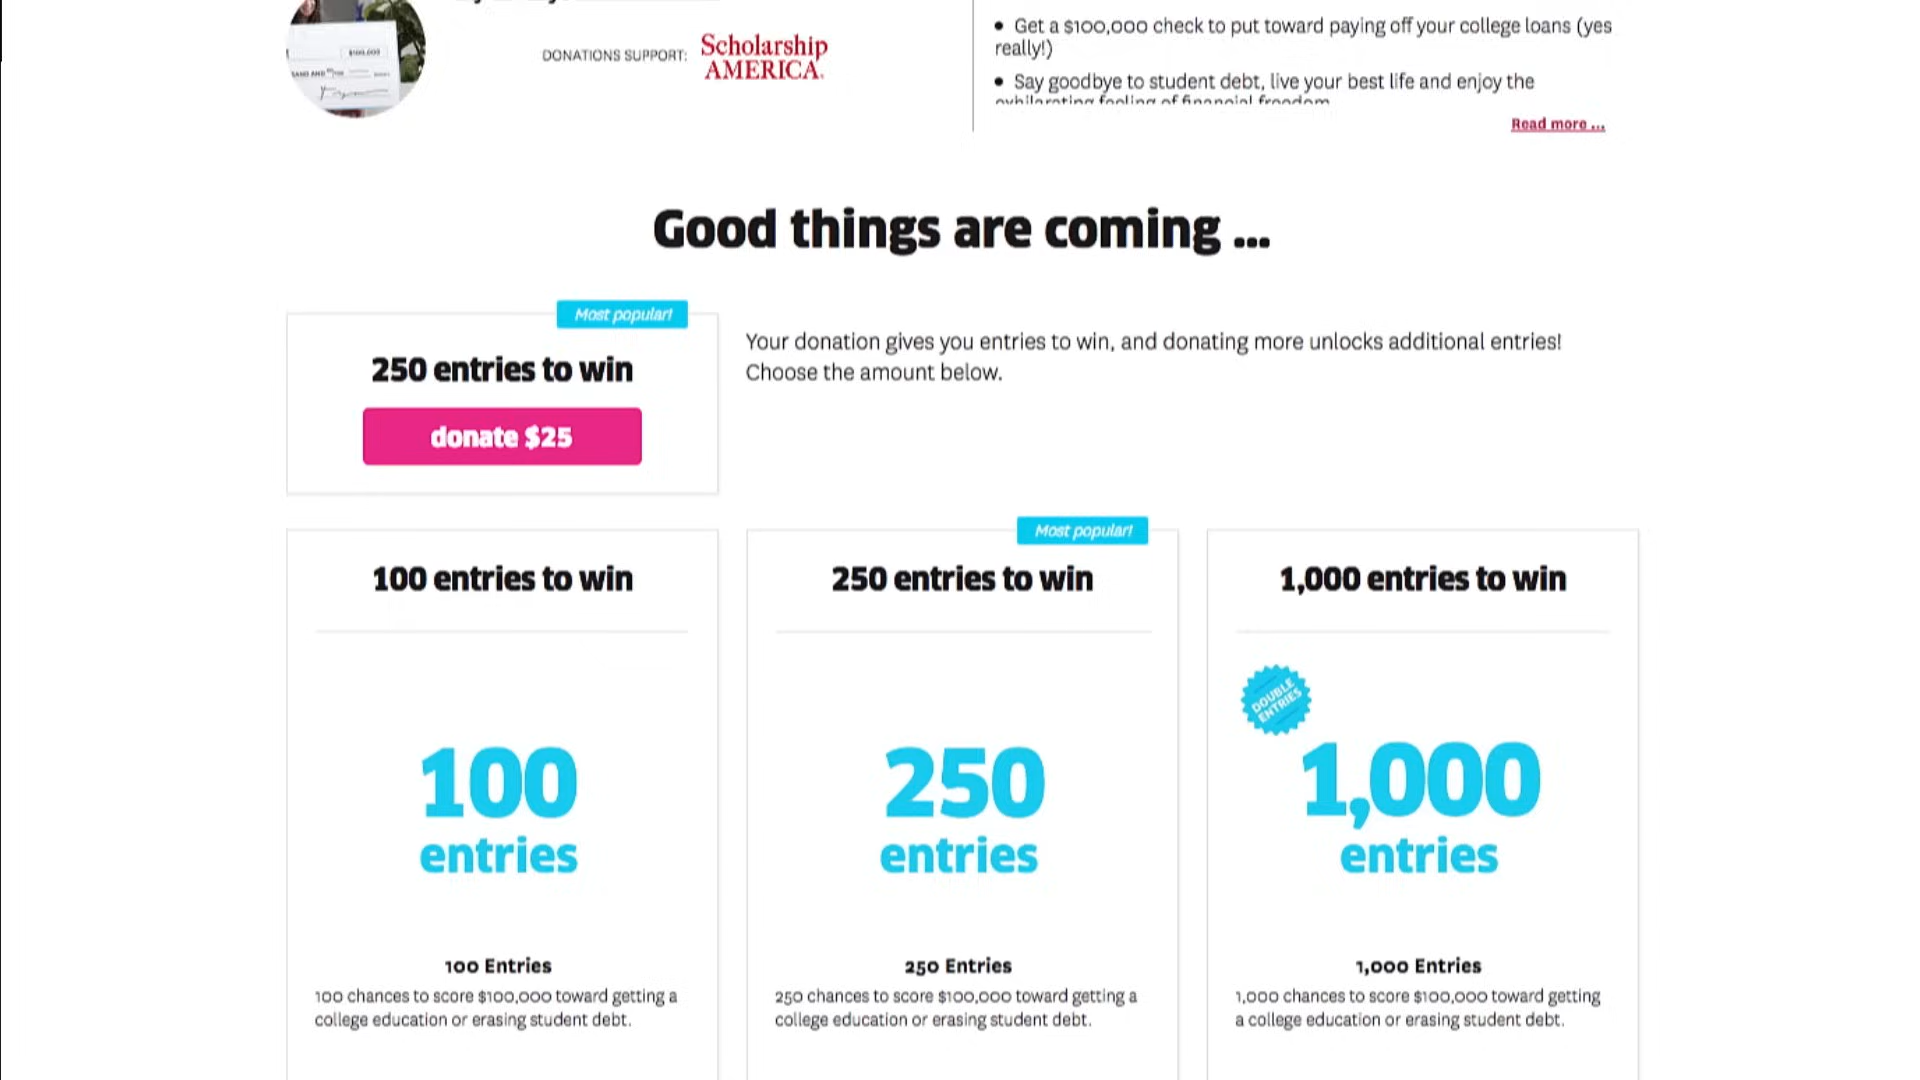 $100,000
DONATIONS SUPPORT:
Scholarship
AMERICA.
• Get a $100,000 check to put toward paying off your college loans (yes
really!)
• Say goodbye to student debt, live your best life and enjoy the
exhilarating feeling of financial freedom
Read more ...
Good things are coming ...
Most popular!
250 entries to win
donate $25
Your donation gives you entries to win, and donating more unlocks additional entries!
Choose the amount below.
100 entries to win
100
entries
100 Entries
100 chances to score $100,000 toward getting a
college education or erasing student debt.
Most popular!
250 entries to win
250
entries
250 Entries
250 chances to score $100,000 toward getting a
college education or erasing student debt.
1,000 entries to win
DOUBLE
ENTRIES
1,000
entries
1,000 Entries
1,000 chances to score $100,000 toward getting
a college education or erasing student debt.